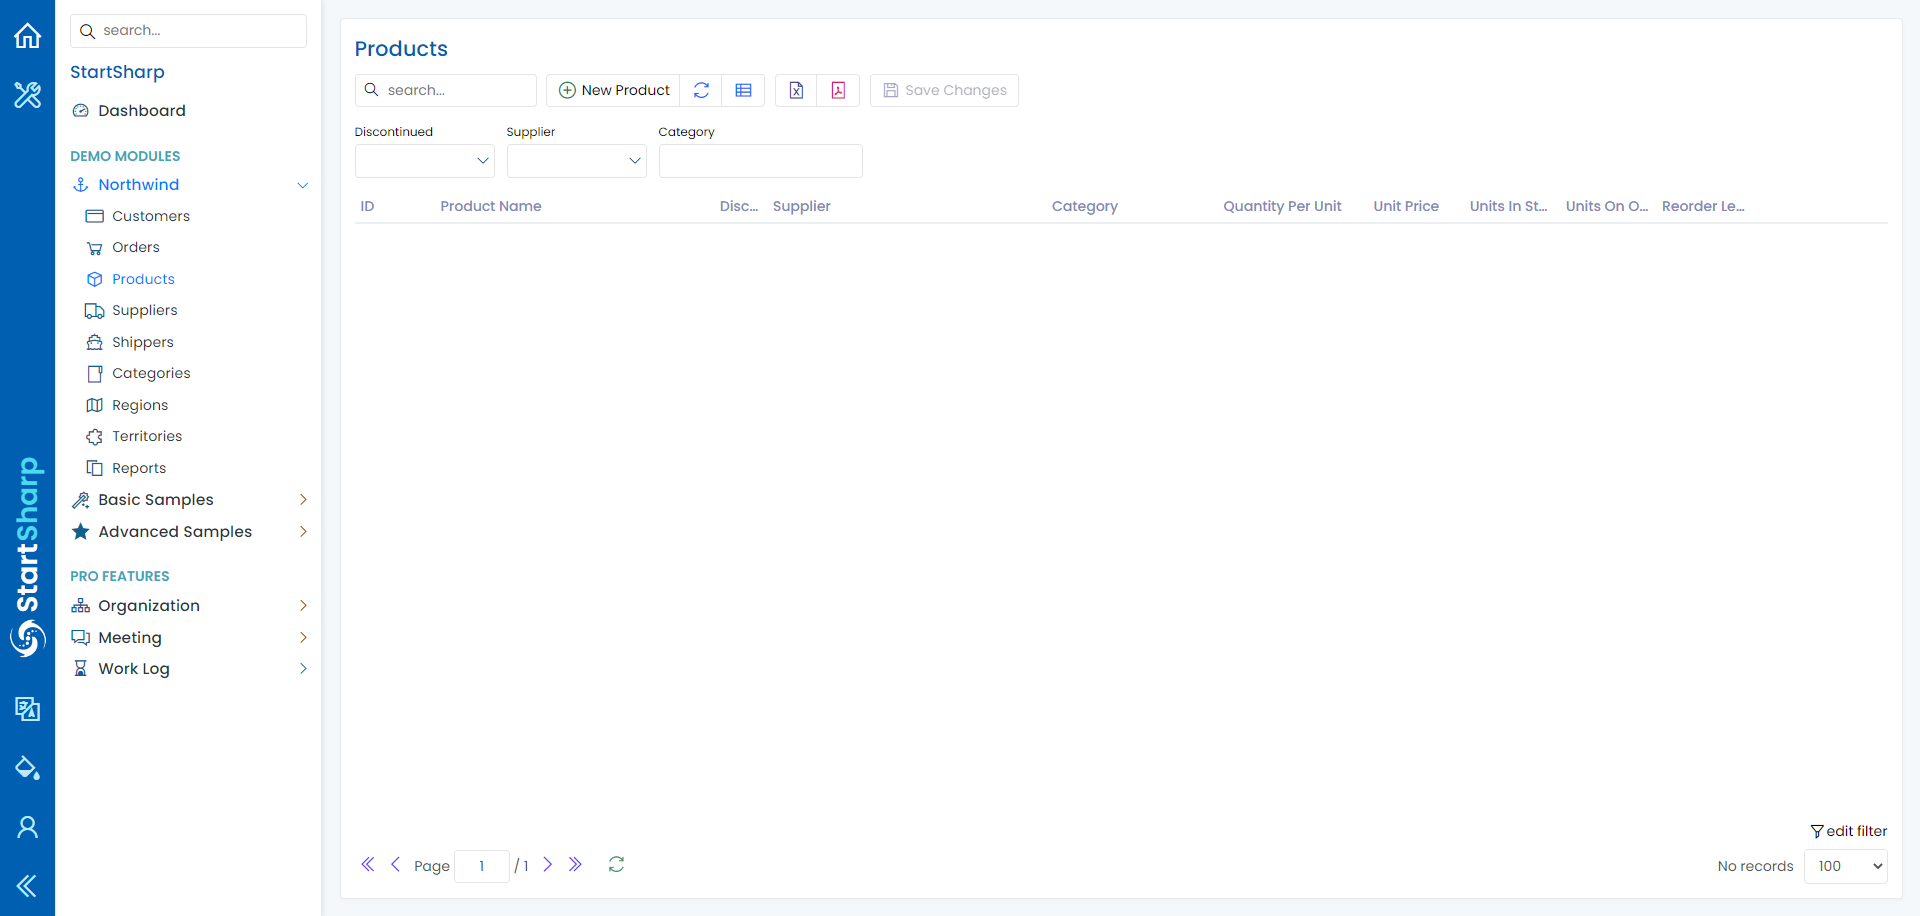 search...
StartSharp
Dashboard
DEMO MODULES
Northwind
Customers
Orders
Products
Suppliers
Shippers
Categories
Regions
Territories
Reports
Basic Samples
Advanced Samples
PRO FEATURES
Organization
Meeting
Work Log
StartSharp
Products
search...
New Product
Save Changes
Discontinued Supplier Category
ID Product Name Disc... Supplier Category Quantity Per Unit Unit Price Units In St... Units On O... Reorder Le...
edit filter
Page 1 / 1
No records 100